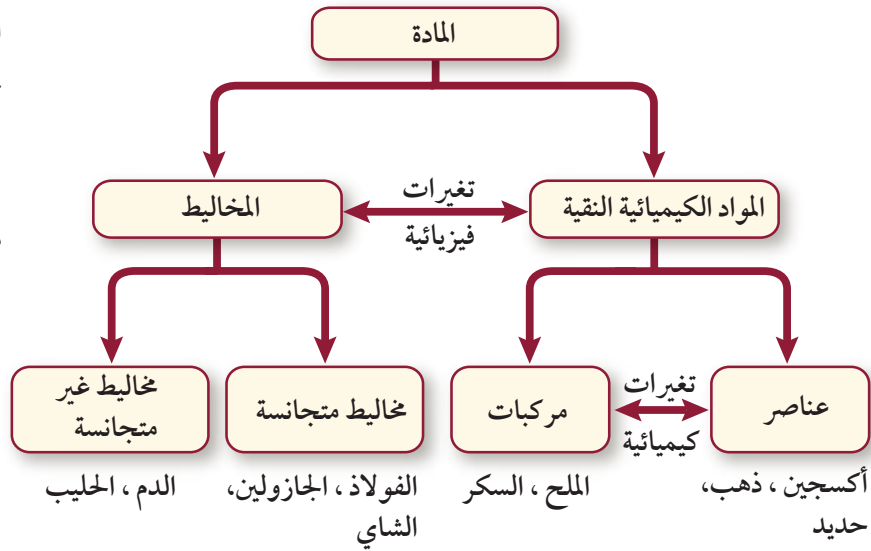 المادة
المواد الكيميائية النقية
تغيرات
فيزيائية
المخاليط
عناصر
تغيرات
كيميائية
مركبات
مخاليط متجانسة
مخاليط غير
متجانسة
أكسجين ، ذهب،
حديد
الملح ، السكر
الفولاذ ، الجازولين،
الشاي
الدم ، الحليب